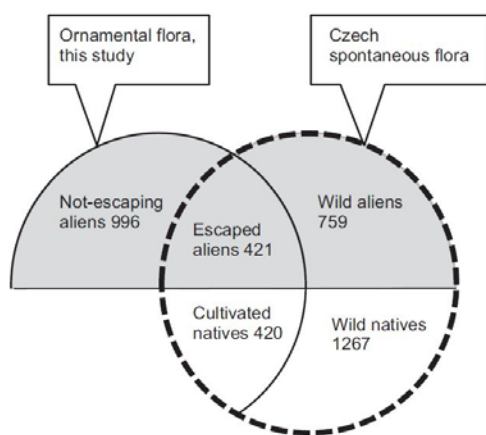 Ornamental flora,
this study
Czech
spontaneous flora
Not-escaping
aliens 996
Escaped
aliens 421
Wild aliens
759
Cultivated
natives 420
Wild natives
1267